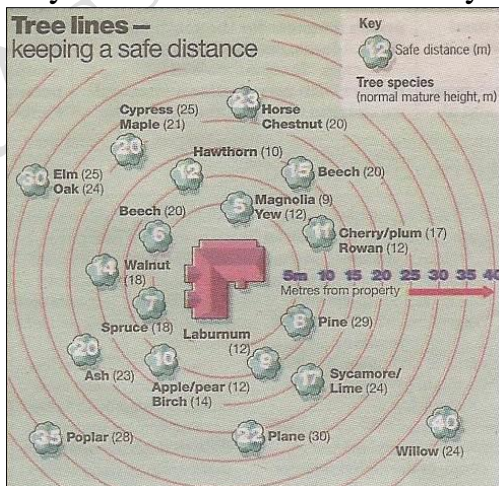 Tree lines –
keeping a safe distance
Key
12 Safe distance (m)
Tree species
(normal mature height, m)
23 Horse
Chestnut (20)
Cypress (25)
Maple (21)
20
Hawthorn (10)
12
15 Beech (20)
Elm (25)
Oak (24)
5 Magnolia (9)
Yew (12)
Beech (20)
6
11 Cherry/plum (17)
Rowan (12)
14 Walnut
(18)
5m 10 15 20 25 30 35 40
Metres from property
7
Spruce (18)
Laburnum
(12)
9
8 Pine (29)
20
Ash (23)
10
Apple/pear (12)
Birch (14)
17 Sycamore/
Lime (24)
35 Poplar (28)
22 Plane (30)
40
Willow (24)